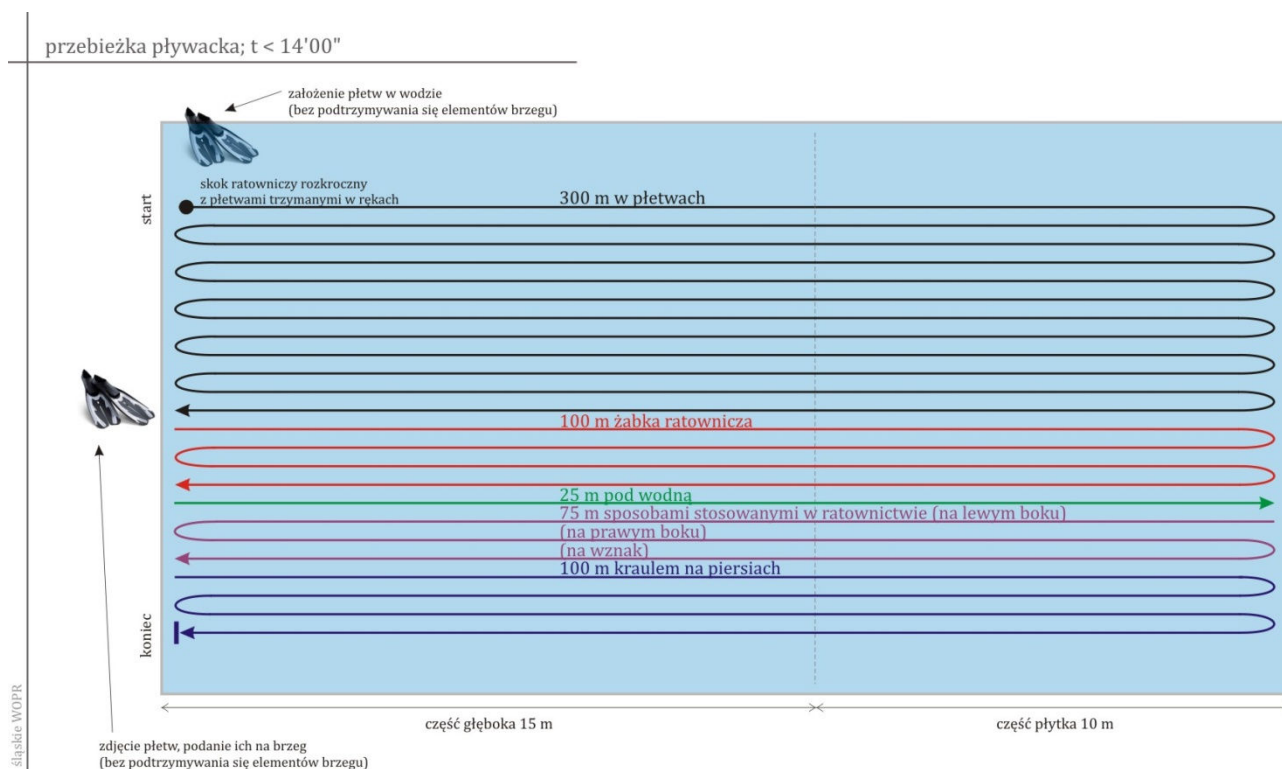 przebieżka pływacka; t < 14'00"
założenie płetw w wodzie
(bez podtrzymywania się elementów brzegu)
skok ratowniczy rozkroczny
z płetwami trzymanymi w rękach
start
300 m w płetwach
100 m żabka ratownicza
25 m pod wodną
75 m sposobami stosowanymi w ratownictwie (na lewym boku)
(na prawym boku)
(na wznak)
100 m kraulem na piersiach
koniec
część głęboka 15 m
część płytka 10 m
zdjęcie płetw, podanie ich na brzeg
(bez podtrzymywania się elementów brzegu)
śląskie WOPR